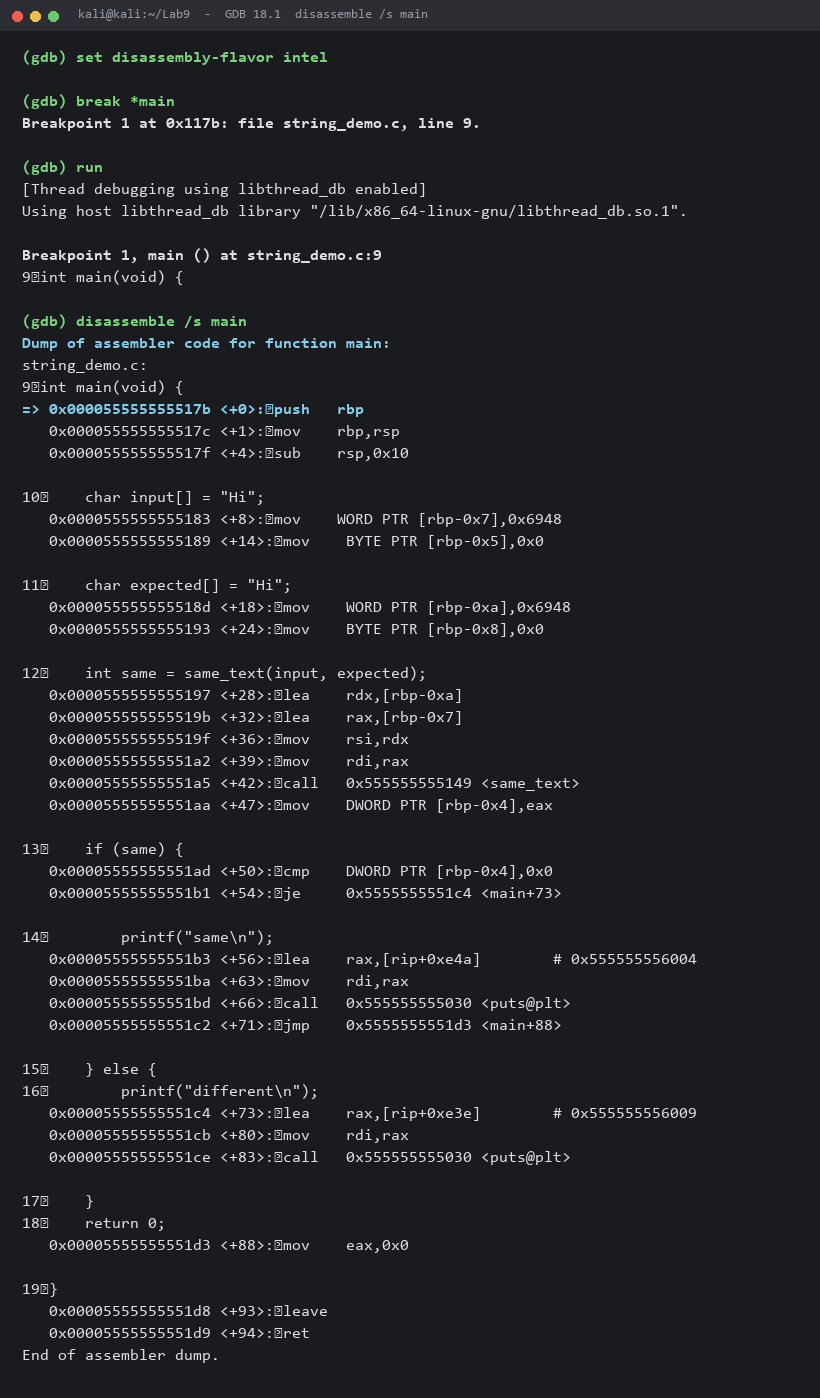 kali@kali:~/Lab9  -  GDB 18.1  disassemble /s main
(gdb) set disassembly-flavor intel
(gdb) break *main
Breakpoint 1 at 0x117b: file string_demo.c, line 9.
(gdb) run
[Thread debugging using libthread_db enabled]
Using host libthread_db library "/lib/x86_64-linux-gnu/libthread_db.so.1".
Breakpoint 1, main () at string_demo.c:9
9⍰int main(void) {
(gdb) disassemble /s main
Dump of assembler code for function main:
string_demo.c:
9⍰int main(void) {
=> 0x000055555555517b <+0>:⍰push   rbp
   0x000055555555517c <+1>:⍰mov    rbp,rsp
   0x000055555555517f <+4>:⍰sub    rsp,0x10
10⍰    char input[] = "Hi";
   0x0000555555555183 <+8>:⍰mov    WORD PTR [rbp-0x7],0x6948
   0x0000555555555189 <+14>:⍰mov    BYTE PTR [rbp-0x5],0x0
11⍰    char expected[] = "Hi";
   0x000055555555518d <+18>:⍰mov    WORD PTR [rbp-0xa],0x6948
   0x0000555555555193 <+24>:⍰mov    BYTE PTR [rbp-0x8],0x0
12⍰    int same = same_text(input, expected);
   0x0000555555555197 <+28>:⍰lea    rdx,[rbp-0xa]
   0x000055555555519b <+32>:⍰lea    rax,[rbp-0x7]
   0x000055555555519f <+36>:⍰mov    rsi,rdx
   0x00005555555551a2 <+39>:⍰mov    rdi,rax
   0x00005555555551a5 <+42>:⍰call   0x555555555149 <same_text>
   0x00005555555551aa <+47>:⍰mov    DWORD PTR [rbp-0x4],eax
13⍰    if (same) {
   0x00005555555551ad <+50>:⍰cmp    DWORD PTR [rbp-0x4],0x0
   0x00005555555551b1 <+54>:⍰je     0x5555555551c4 <main+73>
14⍰        printf("same\n");
   0x00005555555551b3 <+56>:⍰lea    rax,[rip+0xe4a]        # 0x555555556004
   0x00005555555551ba <+63>:⍰mov    rdi,rax
   0x00005555555551bd <+66>:⍰call   0x555555555030 <puts@plt>
   0x00005555555551c2 <+71>:⍰jmp    0x5555555551d3 <main+88>
15⍰    } else {
16⍰        printf("different\n");
   0x00005555555551c4 <+73>:⍰lea    rax,[rip+0xe3e]        # 0x555555556009
   0x00005555555551cb <+80>:⍰mov    rdi,rax
   0x00005555555551ce <+83>:⍰call   0x555555555030 <puts@plt>
17⍰    }
18⍰    return 0;
   0x00005555555551d3 <+88>:⍰mov    eax,0x0
19⍰}
   0x00005555555551d8 <+93>:⍰leave
   0x00005555555551d9 <+94>:⍰ret
End of assembler dump.